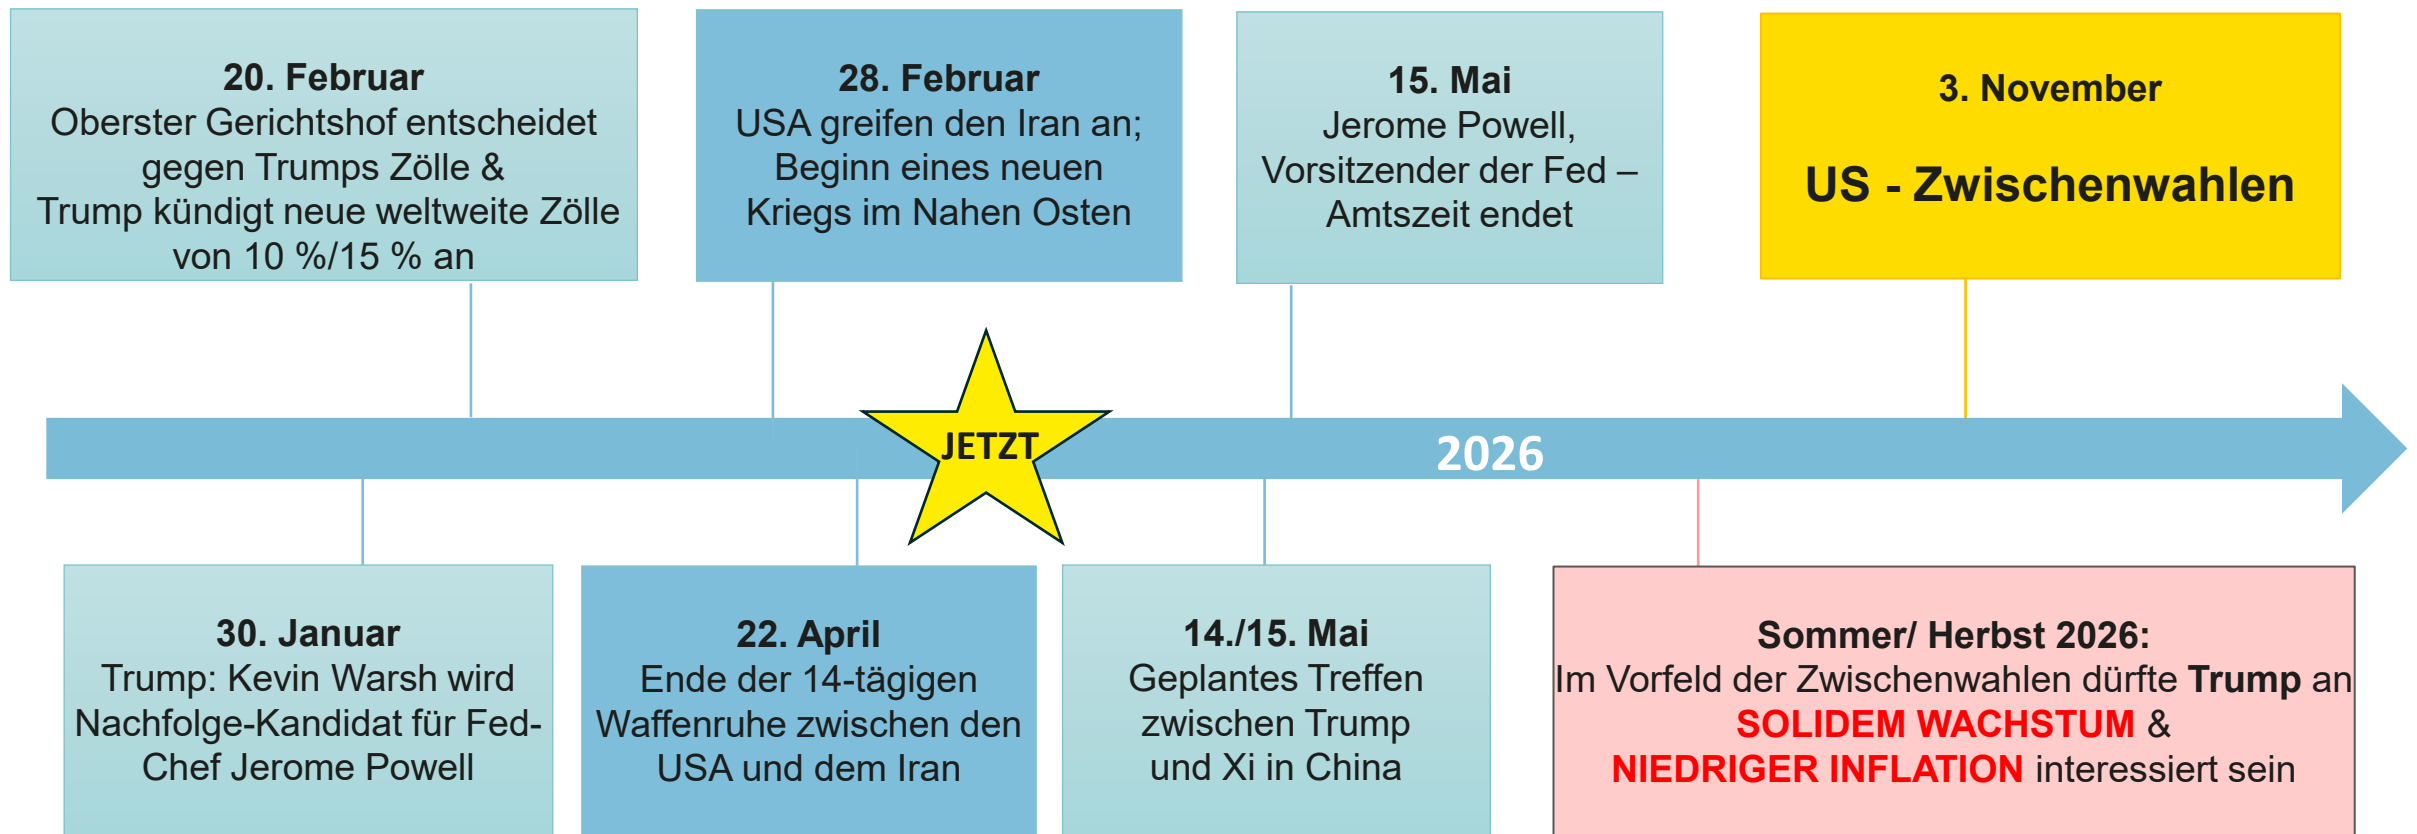 20. Februar
Oberster Gerichtshof entscheidet
gegen Trumps Zölle &
Trump kündigt neue weltweite Zölle
von 10 %/15 % an
28. Februar
USA greifen den Iran an;
Beginn eines neuen
Kriegs im Nahen Osten
15. Mai
Jerome Powell,
Vorsitzender der Fed –
Amtszeit endet
3. November
US - Zwischenwahlen
JETZT
2026
30. Januar
Trump: Kevin Warsh wird
Nachfolge-Kandidat für Fed-
Chef Jerome Powell
22. April
Ende der 14-tägigen
Waffenruhe zwischen den
USA und dem Iran
14./15. Mai
Geplantes Treffen
zwischen Trump
und Xi in China
Sommer/ Herbst 2026:
Im Vorfeld der Zwischenwahlen dürfte Trump an
SOLIDEM WACHSTUM &
NIEDRIGER INFLATION interessiert sein